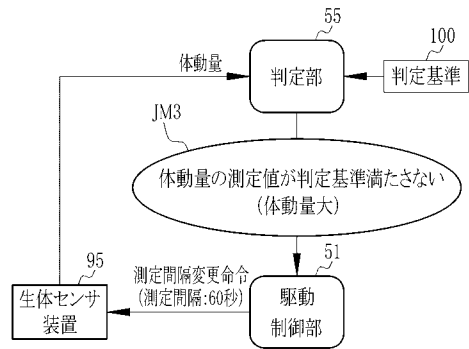 55
100
体動量
判定部
判定基準
JM3
体動量の測定値が判定基準満たさない
(体動量大)
95
測定間隔変更命令
(測定間隔:60秒)
51
生体センサ
装置
駆動
制御部